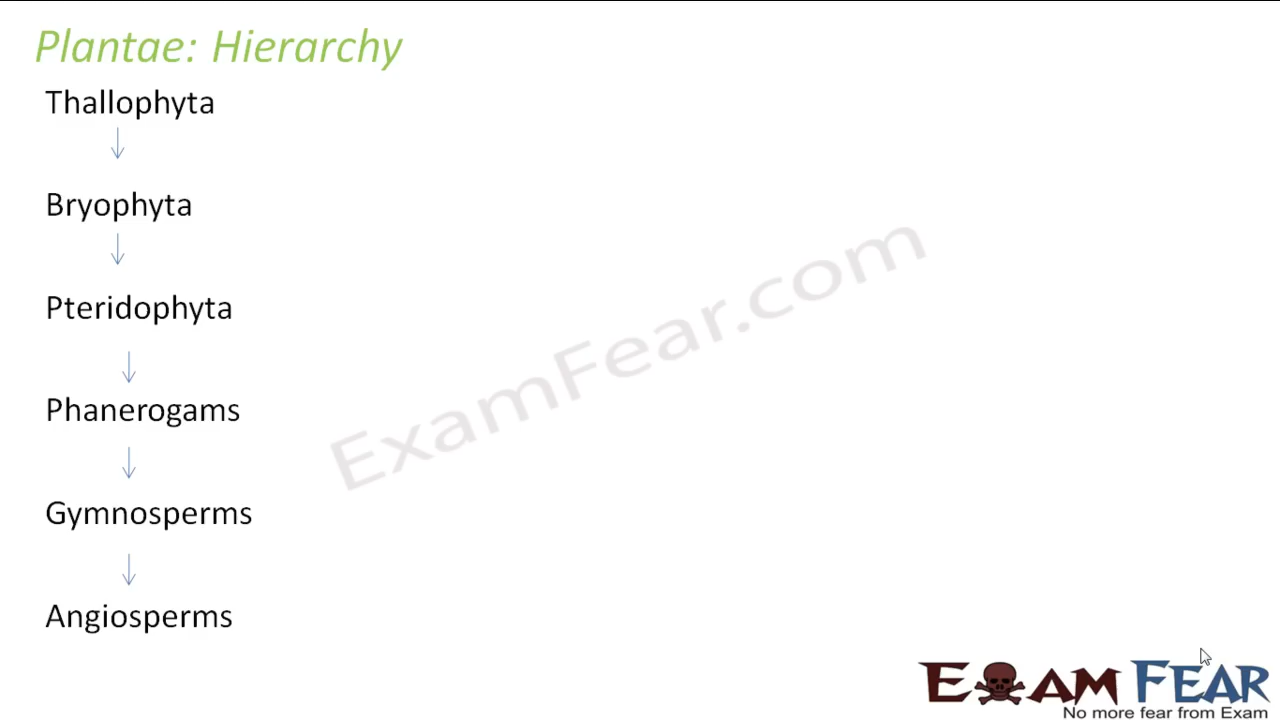 Plantae: Hierarchy
Thallophyta
Bryophyta
Pteridophyta
Phanerogams
Gymnosperms
Angiosperms
ExamFear.com
EXAM FEAR
No more fear from Exam